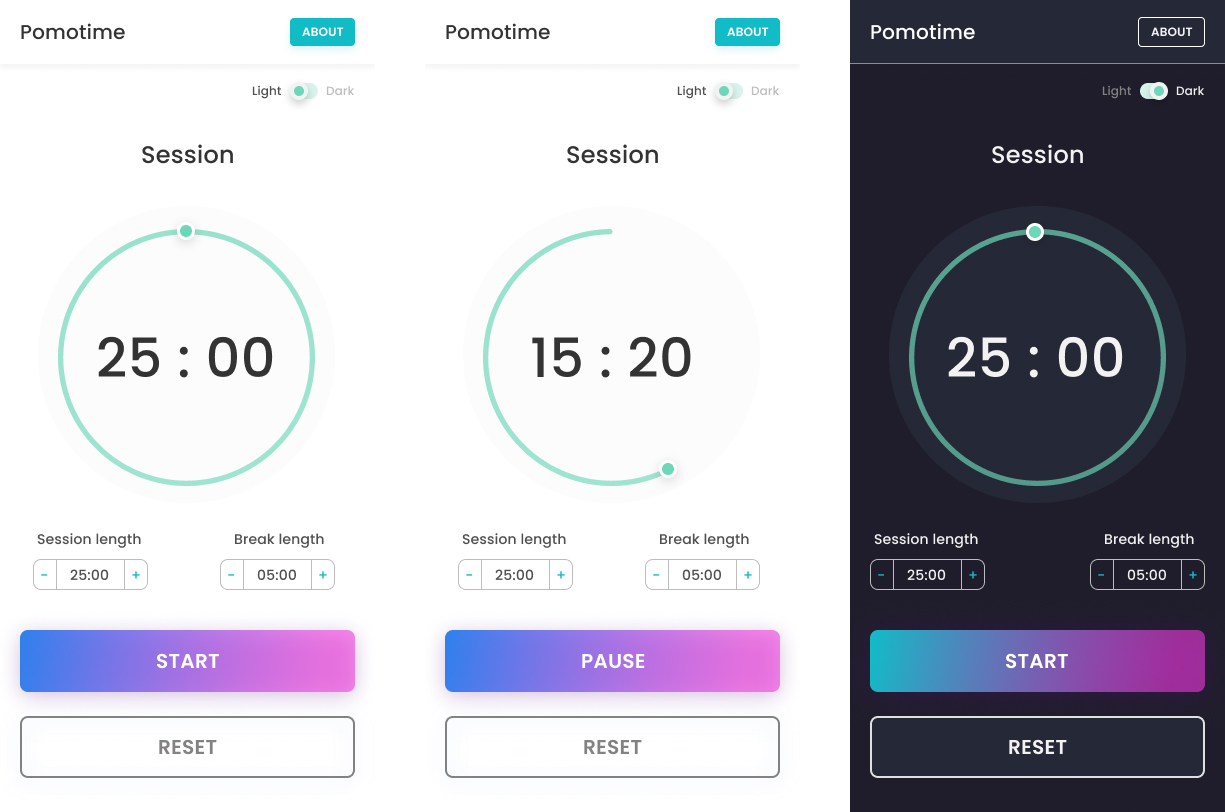 Pomotime
ABOUT
Light Dark
Session
25 : 00
Session length Break length
- 25:00 + - 05:00 +
START
RESET
Pomotime
ABOUT
Light Dark
Session
15 : 20
Session length Break length
- 25:00 + - 05:00 +
PAUSE
RESET
Pomotime
ABOUT
Light Dark
Session
25 : 00
Session length Break length
- 25:00 + - 05:00 +
START
RESET